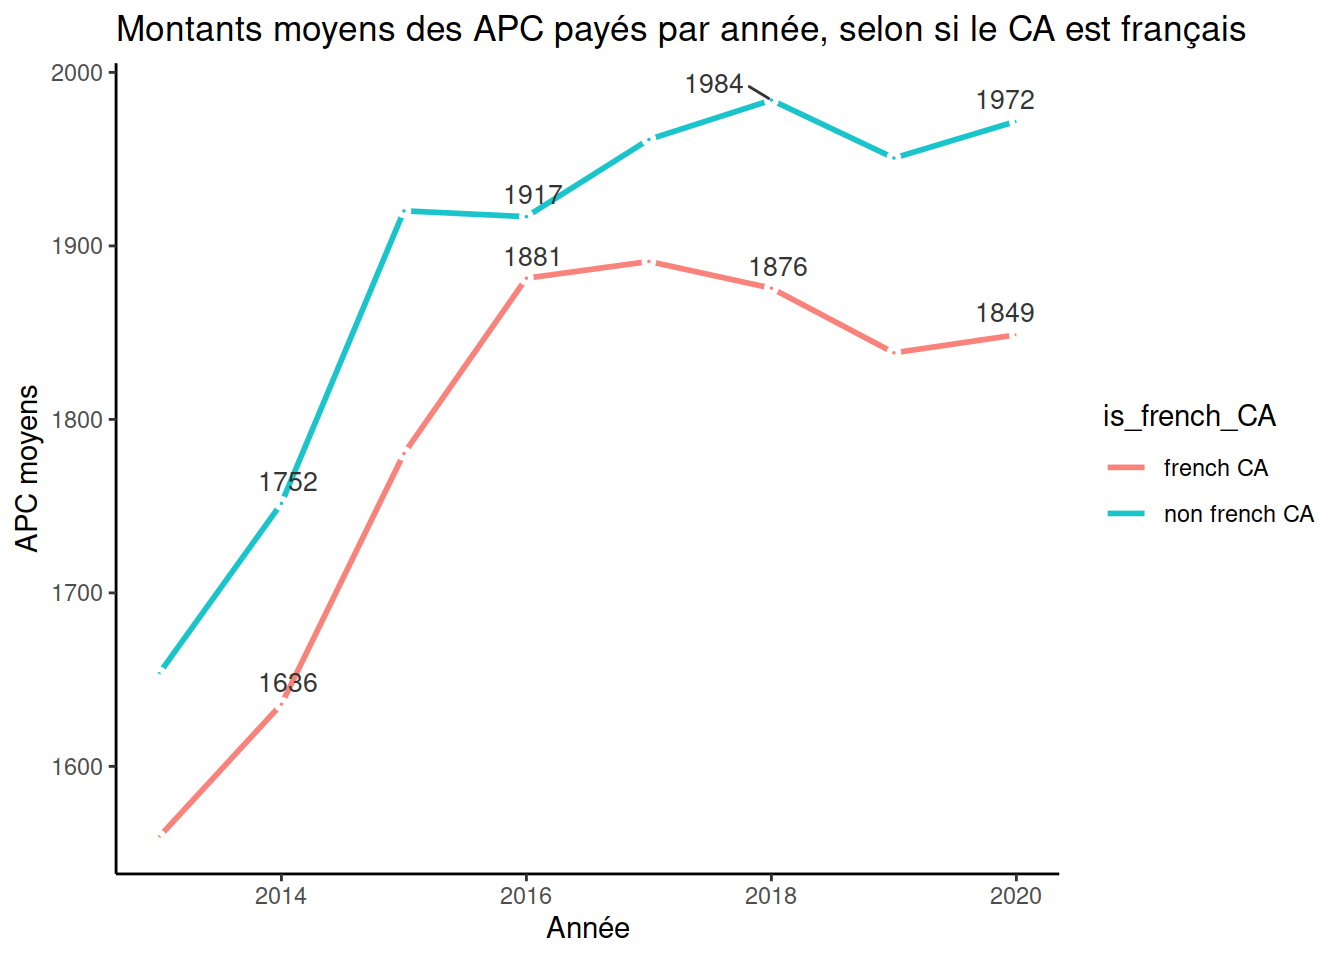 Montants moyens des APC payés par année, selon si le CA est français
2000
1900
1800
1700
1600
APC moyens
1984
1972
1917
1881
1876
1849
1752
1636
2014
2016
2018
2020
Année
is_french_CA
french CA
non french CA